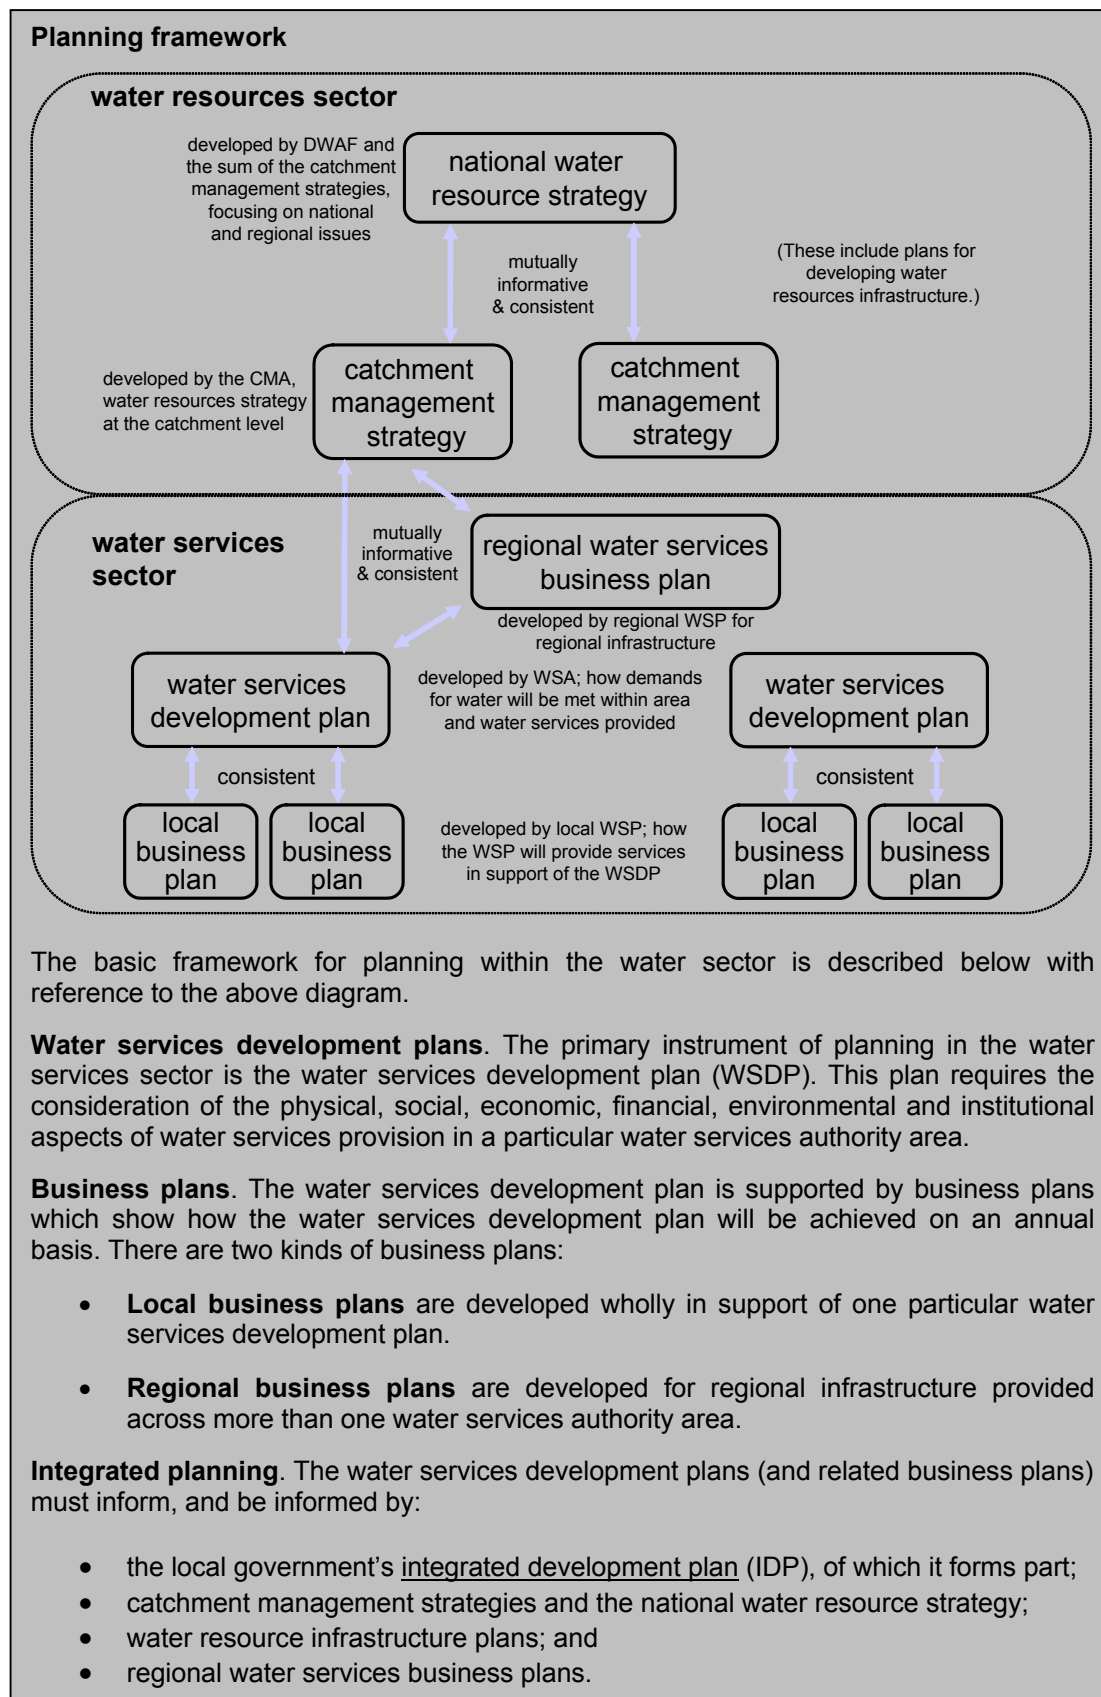 Planning framework
water resources sector
developed by DWAF and
the sum of the catchment
management strategies,
focusing on national
and regional issues
national water
resource strategy
mutually
informative
& consistent
(These include plans for
developing water
resources infrastructure.)
developed by the CMA,
water resources strategy
at the catchment level
catchment
management
strategy
catchment
management
strategy
water services
sector
mutually
informative
& consistent
regional water services
business plan
developed by regional WSP for
regional infrastructure
water services
development plan
developed by WSA; how demands
for water will be met within area
and water services provided
water services
development plan
consistent
consistent
local
business
plan
local
business
plan
developed by local WSP; how
the WSP will provide services
in support of the WSDP
local
business
plan
local
business
plan
The basic framework for planning within the water sector is described below with
reference to the above diagram.
Water services development plans. The primary instrument of planning in the water
services sector is the water services development plan (WSDP). This plan requires the
consideration of the physical, social, economic, financial, environmental and institutional
aspects of water services provision in a particular water services authority area.
Business plans. The water services development plan is supported by business plans
which show how the water services development plan will be achieved on an annual
basis. There are two kinds of business plans:
• Local business plans are developed wholly in support of one particular water
services development plan.
• Regional business plans are developed for regional infrastructure provided
across more than one water services authority area.
Integrated planning. The water services development plans (and related business plans)
must inform, and be informed by:
• the local government’s integrated development plan (IDP), of which it forms part;
• catchment management strategies and the national water resource strategy;
• water resource infrastructure plans; and
• regional water services business plans.